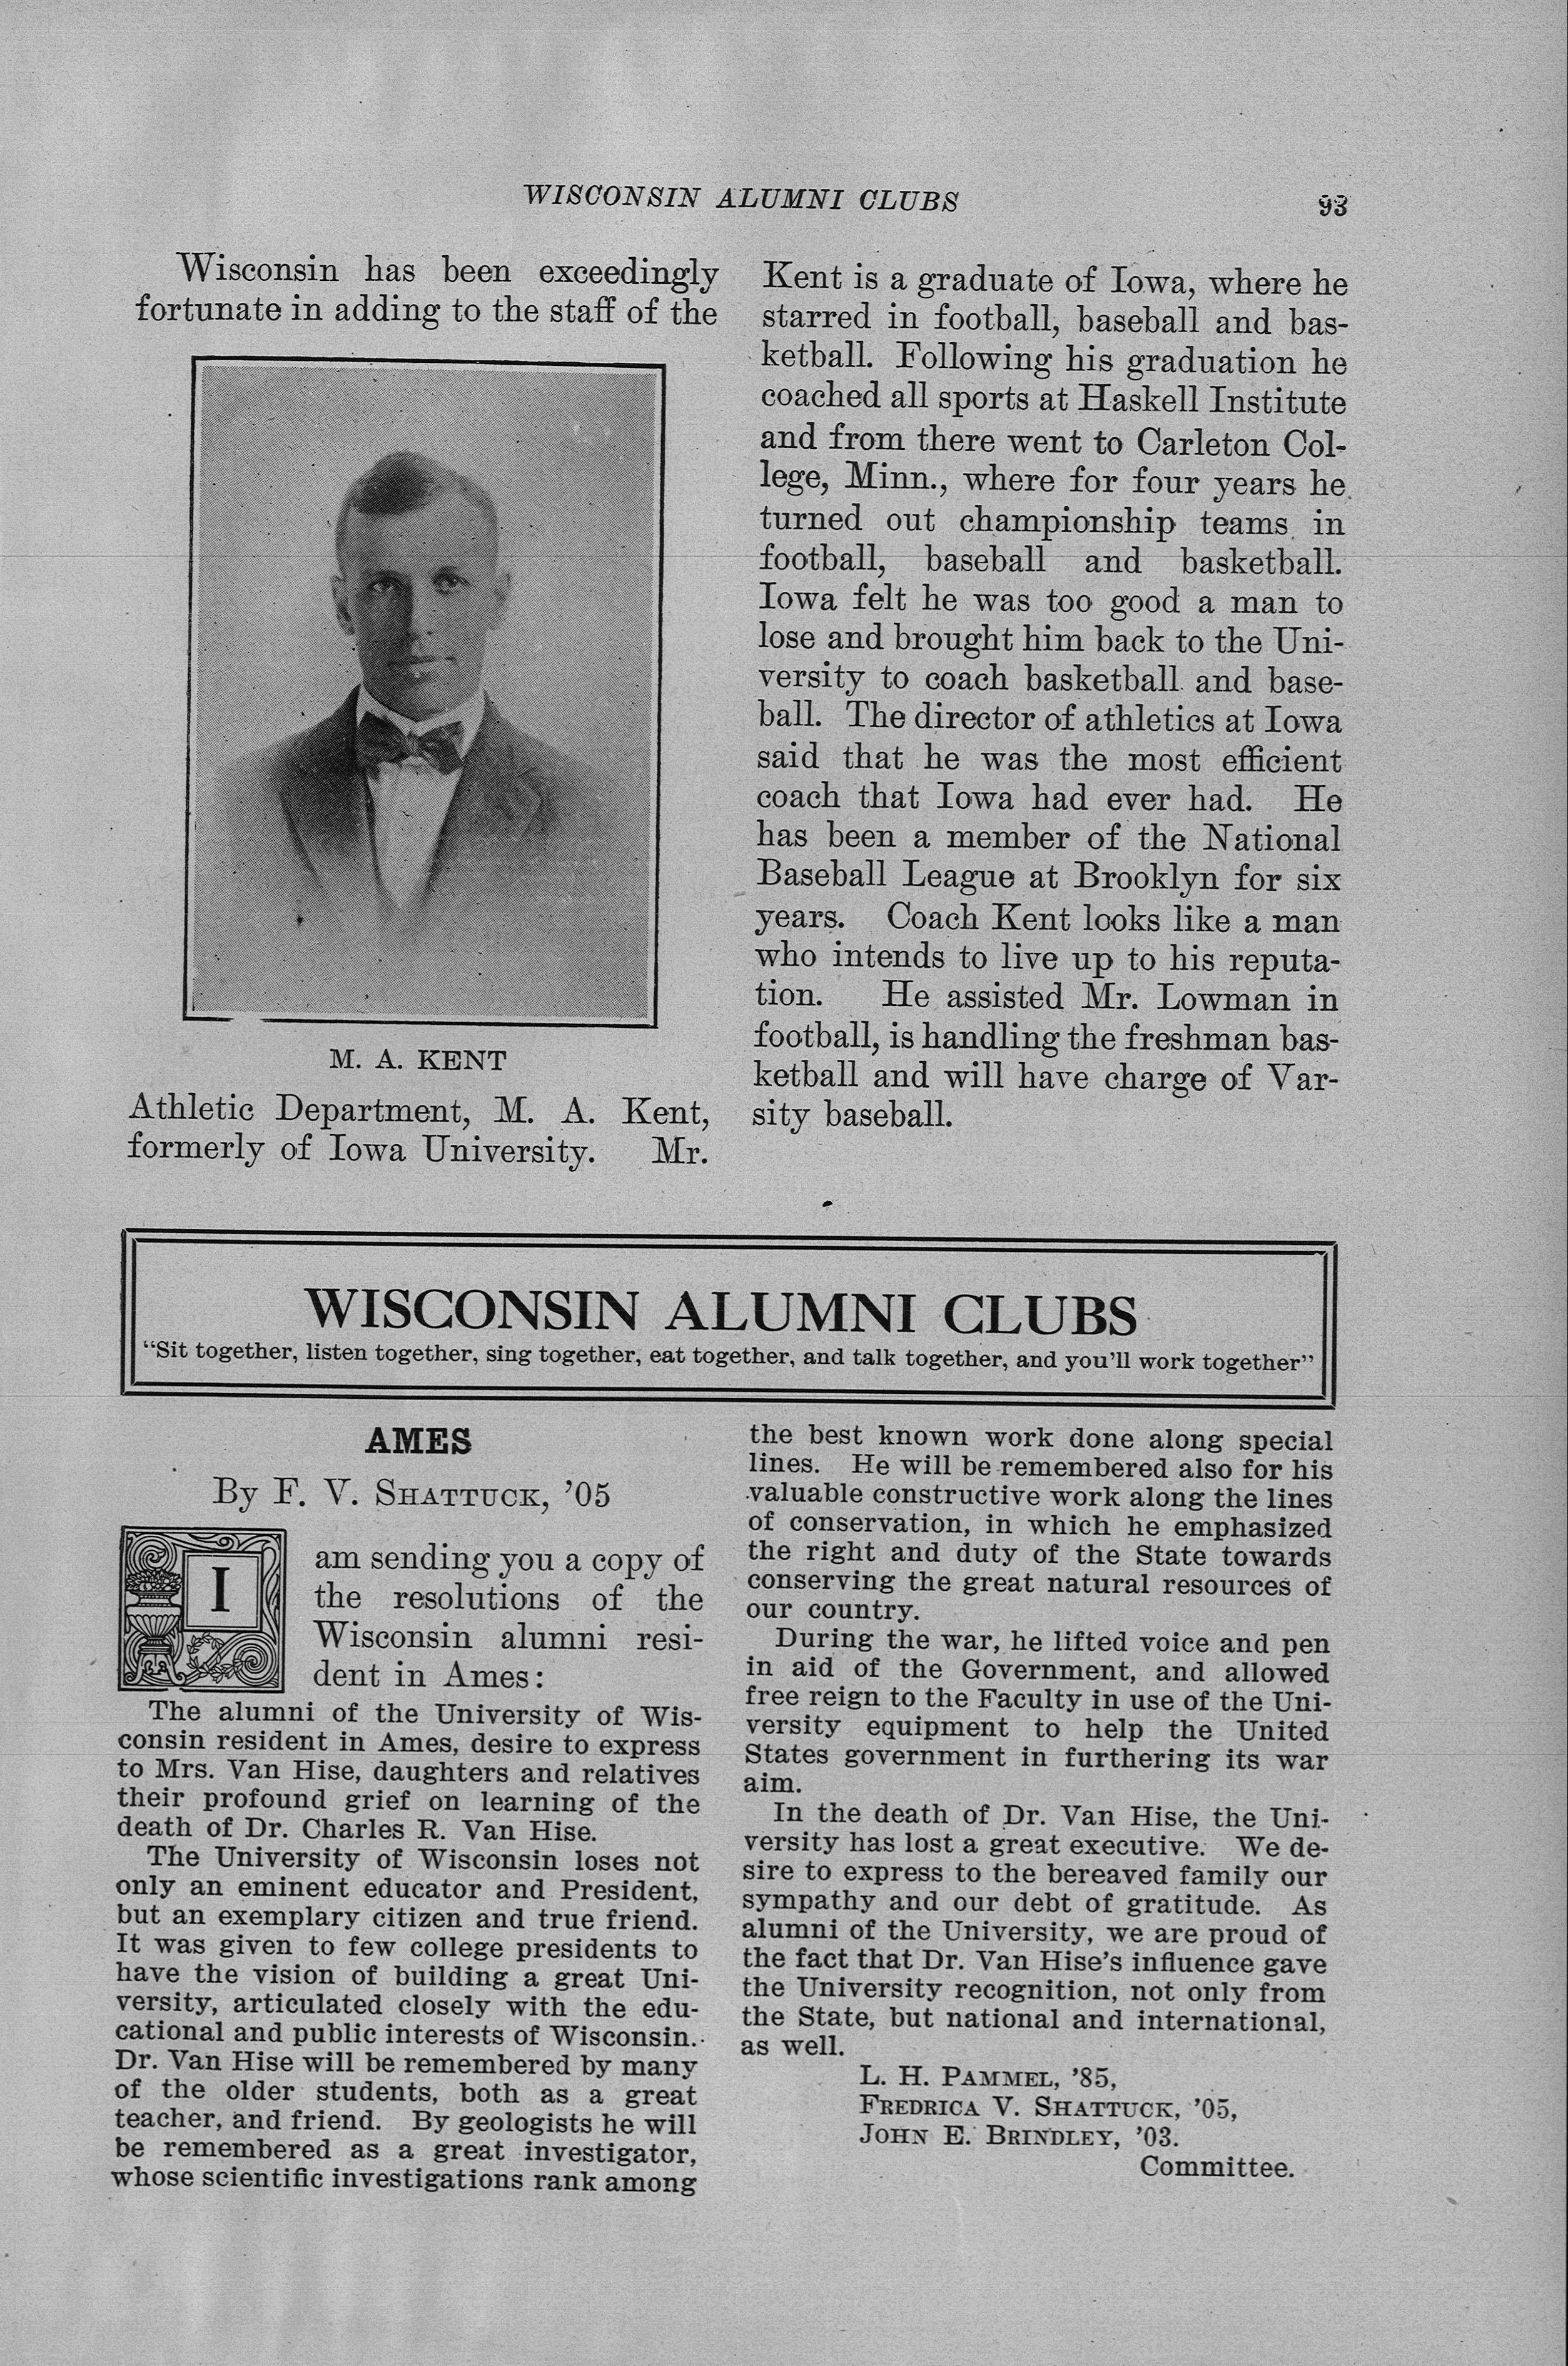 WISCONSIN ALUMNI CLUBS
93
Wisconsin has been exceedingly
fortunate in adding to the staff of the
M. A. KENT
Athletic Department, M. A. Kent,
formerly of Iowa University. Mr.
Kent is a graduate of Iowa, where he
starred in football, baseball and bas-
ketball. Following his graduation he
coached all sports at Haskell Institute
and from there went to Carleton Col-
lege, Minn., where for four years he
turned out championship teams in
football, baseball and basketball.
Iowa felt he was too good a man to
lose and brought him back to the Uni-
versity to coach basketball and base-
ball. The director of athletics at Iowa
said that he was the most efficient
coach that Iowa had ever had. He
has been a member of the National
Baseball League at Brooklyn for six
years. Coach Kent looks like a man
who intends to live up to his reputa-
tion. He assisted Mr. Lowman in
football, is handling the freshman bas-
ketball and will have charge of Var-
sity baseball.
WISCONSIN ALUMNI CLUBS
“Sit together, listen together, sing together, eat together, and talk together, and you’ll work together”
AMES
By F. V. SHATTUCK, ’05
I am sending you a copy of
the resolutions of the
Wisconsin alumni resi-
dent in Ames:
The alumni of the University of Wis-
consin resident in Ames, desire to express
to Mrs. Van Hise, daughters and relatives
their profound grief on learning of the
death of Dr. Charles R. Van Hise.
The University of Wisconsin loses not
only an eminent educator and President,
but an exemplary citizen and true friend.
It was given to few college presidents to
have the vision of building a great Uni-
versity, articulated closely with the edu-
cational and public interests of Wisconsin.
Dr. Van Hise will be remembered by many
of the older students, both as a great
teacher, and friend. By geologists he will
be remembered as a great investigator,
whose scientific investigations rank among
the best known work done along special
lines. He will be remembered also for his
valuable constructive work along the lines
of conservation, in which he emphasized
the right and duty of the State towards
conserving the great natural resources of
our country.
During the war, he lifted voice and pen
in aid of the Government, and allowed
free reign to the Faculty in use of the Uni-
versity equipment to help the United
States government in furthering its war
aim.
In the death of Dr. Van Hise, the Uni-
versity has lost a great executive. We de-
sire to express to the bereaved family our
sympathy and our debt of gratitude. As
alumni of the University, we are proud of
the fact that Dr. Van Hise’s influence gave
the University recognition, not only from
the State, but national and international,
as well.
L. H. PAMMEL, ’85,
FREDRICA V. SHATTUCK, ’05,
JOHN E. BRINDLEY, ’03.
Committee.